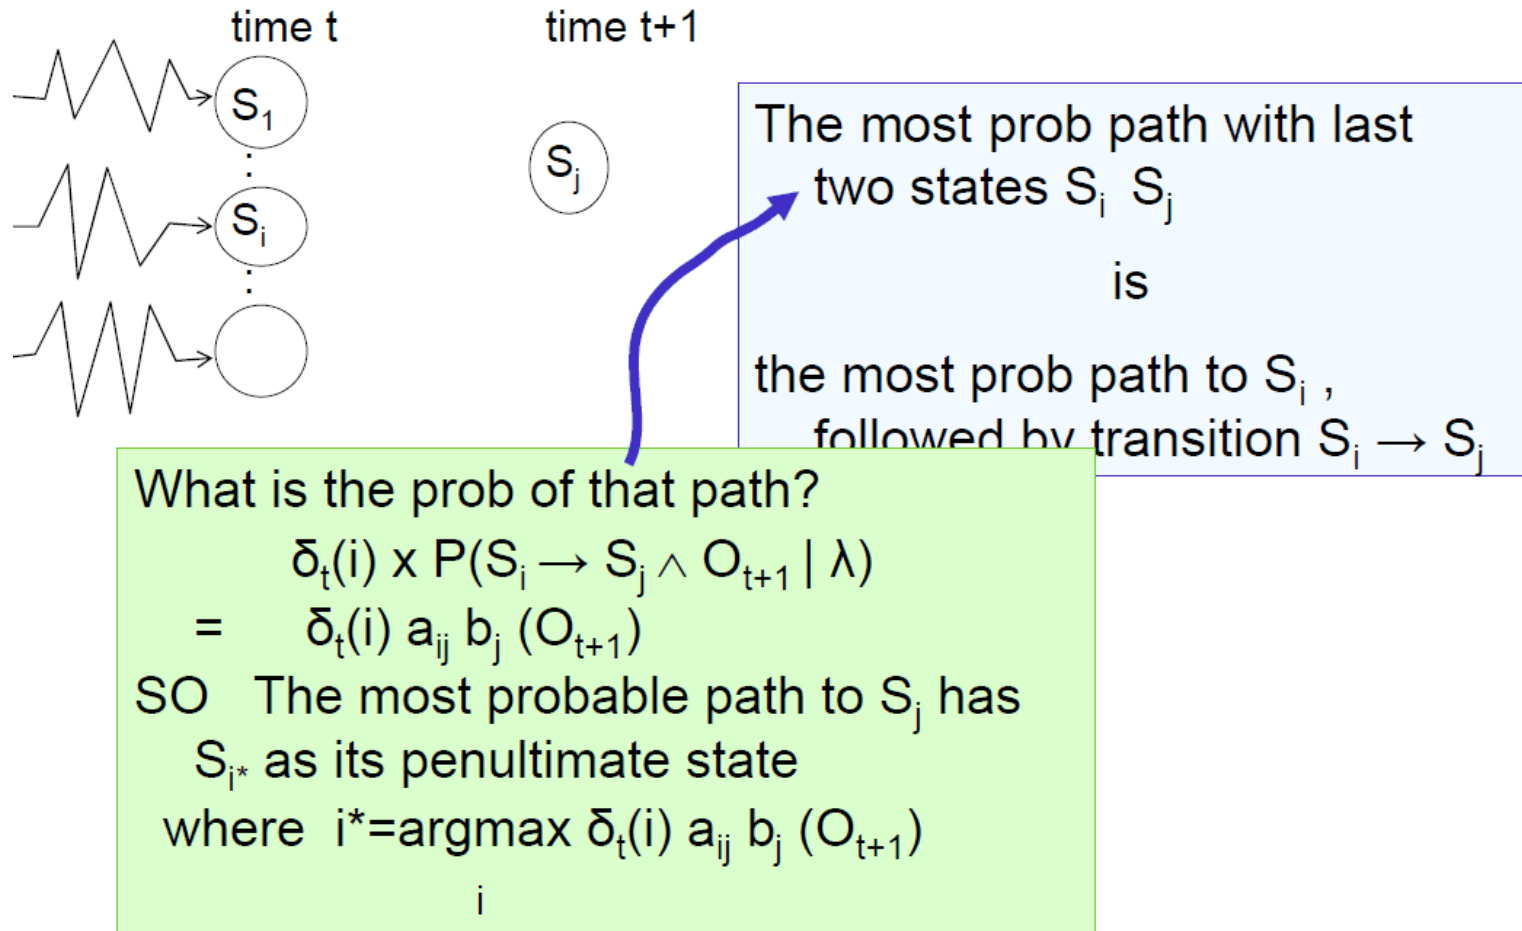 time t time t+1
S₁
:
Sᵢ
:
Sⱼ
The most prob path with last
two states Sᵢ Sⱼ
is
the most prob path to Sᵢ ,
followed by transition Sᵢ → Sⱼ
What is the prob of that path?
δₜ(i) x P(Sᵢ → Sⱼ ∧ Oₜ₊₁ | λ)
= δₜ(i) aᵢⱼ bⱼ (Oₜ₊₁)
SO The most probable path to Sⱼ has
Sᵢ* as its penultimate state
where i*=argmax δₜ(i) aᵢⱼ bⱼ (Oₜ₊₁)
i